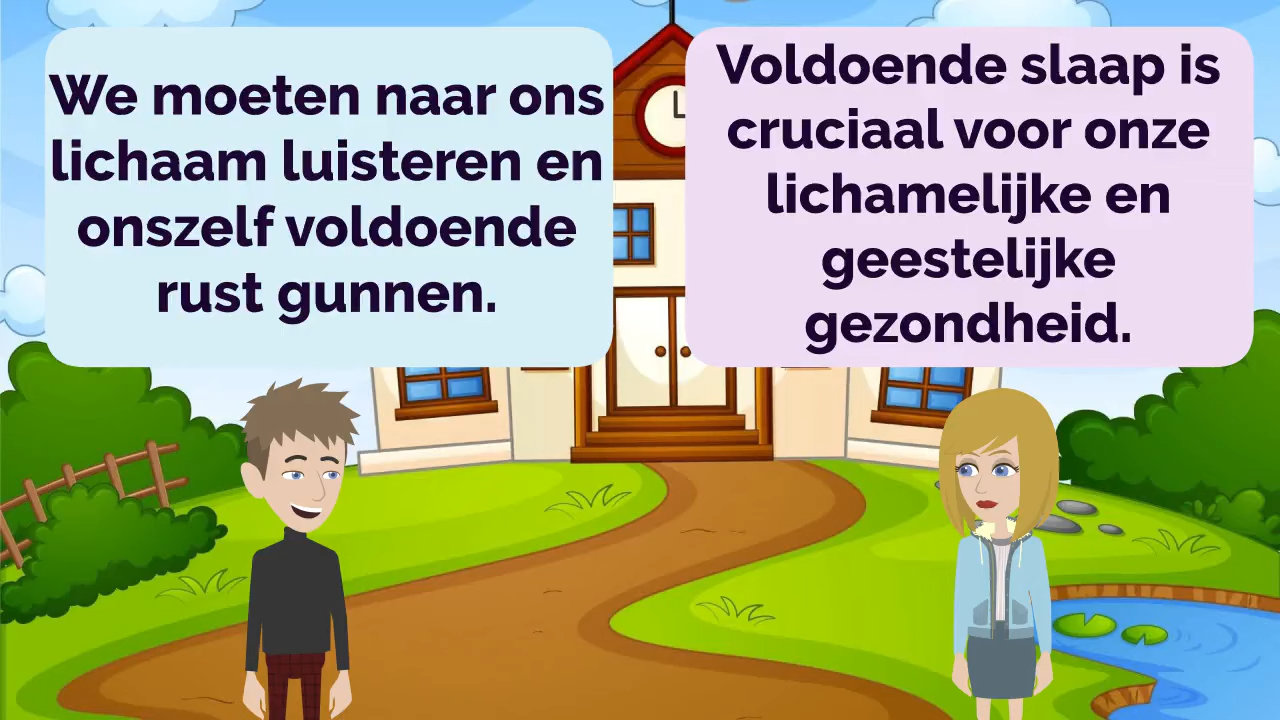 We moeten naar ons
lichaam luisteren en
onszelf voldoende
rust gunnen.
Voldoende slaap is
cruciaal voor onze
lichamelijke en
geestelijke
gezondheid.